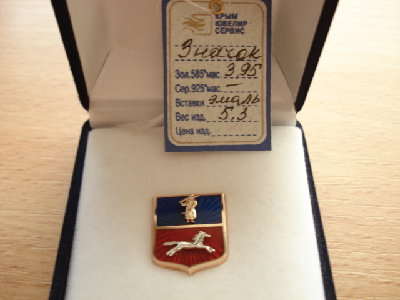 КРЫМ
ЮВЕЛИР
СЕРВИС
Значок
Зол.585°мас. 3,95
Сер.925°мас. –
Вставки эмаль
Вес изд. 5,3
Цена изд.